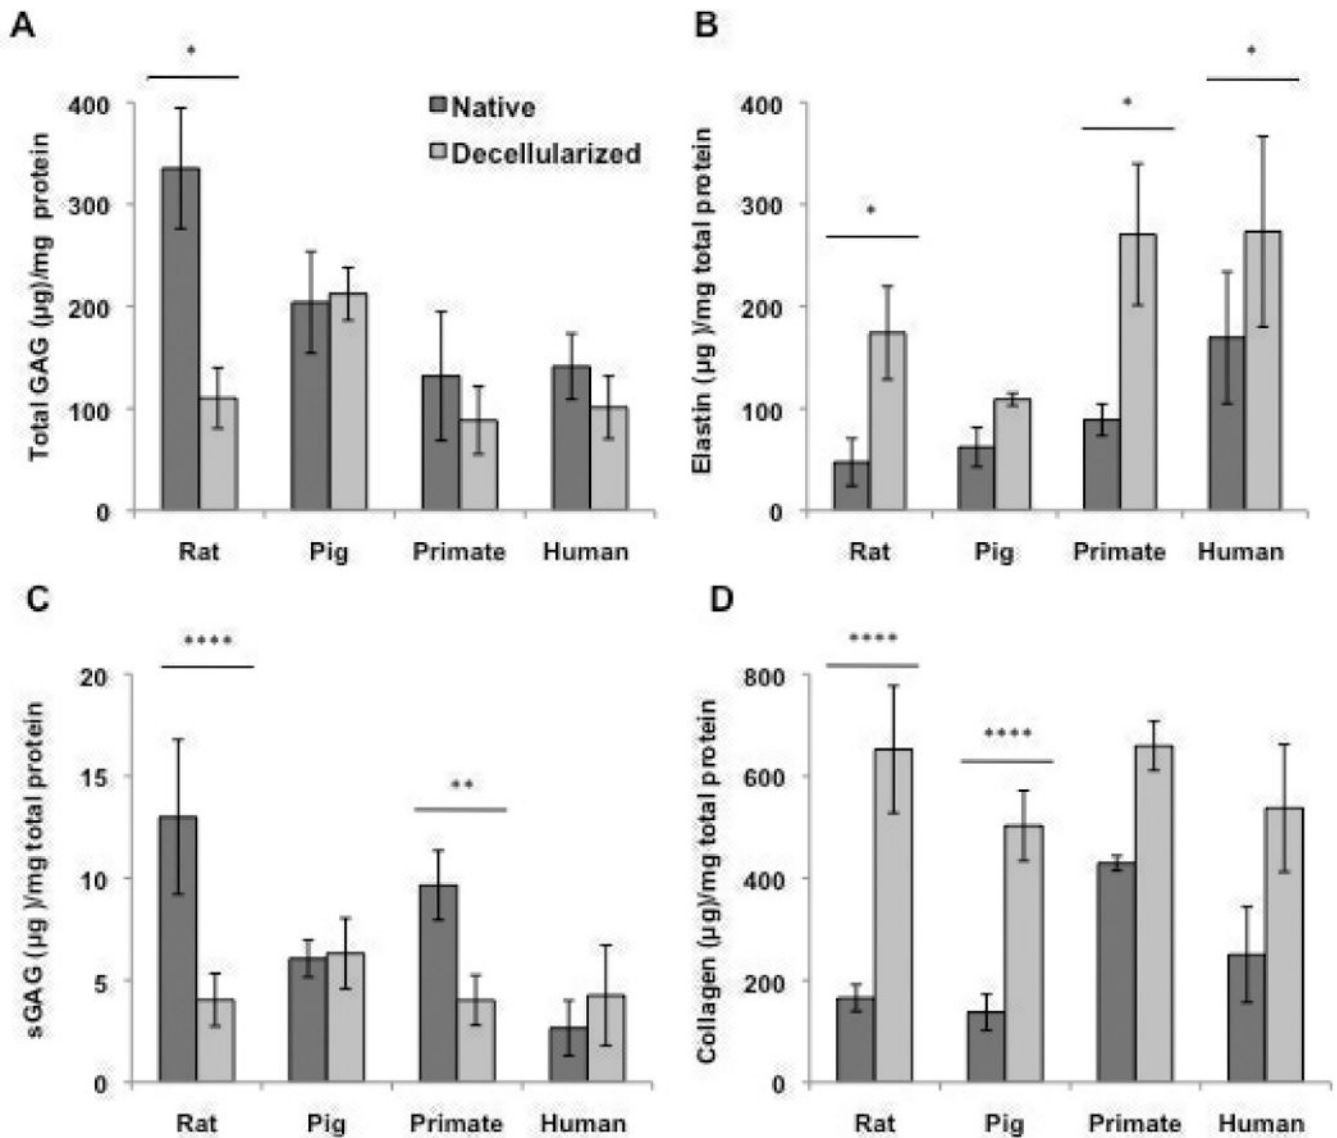 A
*
Total GAG (µg)/mg protein
400
300
200
100
0
Native
Decellularized
Rat Pig Primate Human
B
*
*
*
Elastin (µg )/mg total protein
400
300
200
100
0
Rat Pig Primate Human
C
****
**
sGAG (µg )/mg total protein
20
15
10
5
0
Rat Pig Primate Human
D
****
****
Collagen (µg)/mg total protein
800
600
400
200
0
Rat Pig Primate Human